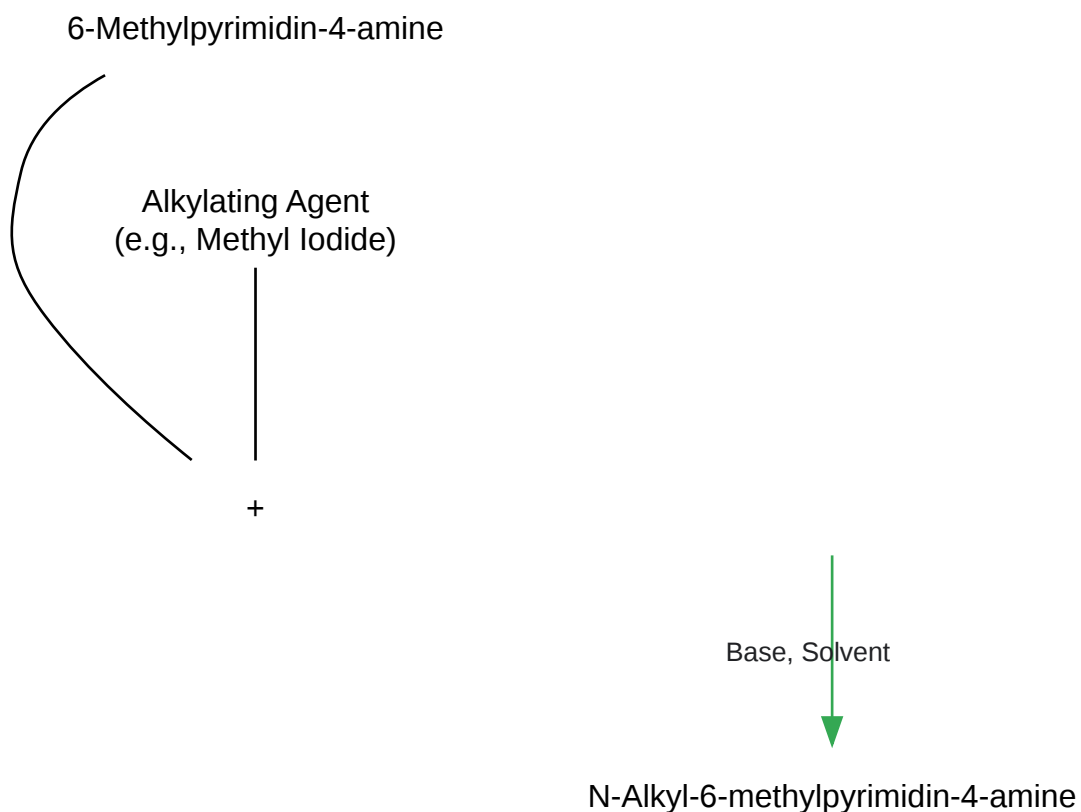 6-Methylpyrimidin-4-amine
Alkylating Agent
(e.g., Methyl Iodide)
+
Base, Solvent
N-Alkyl-6-methylpyrimidin-4-amine